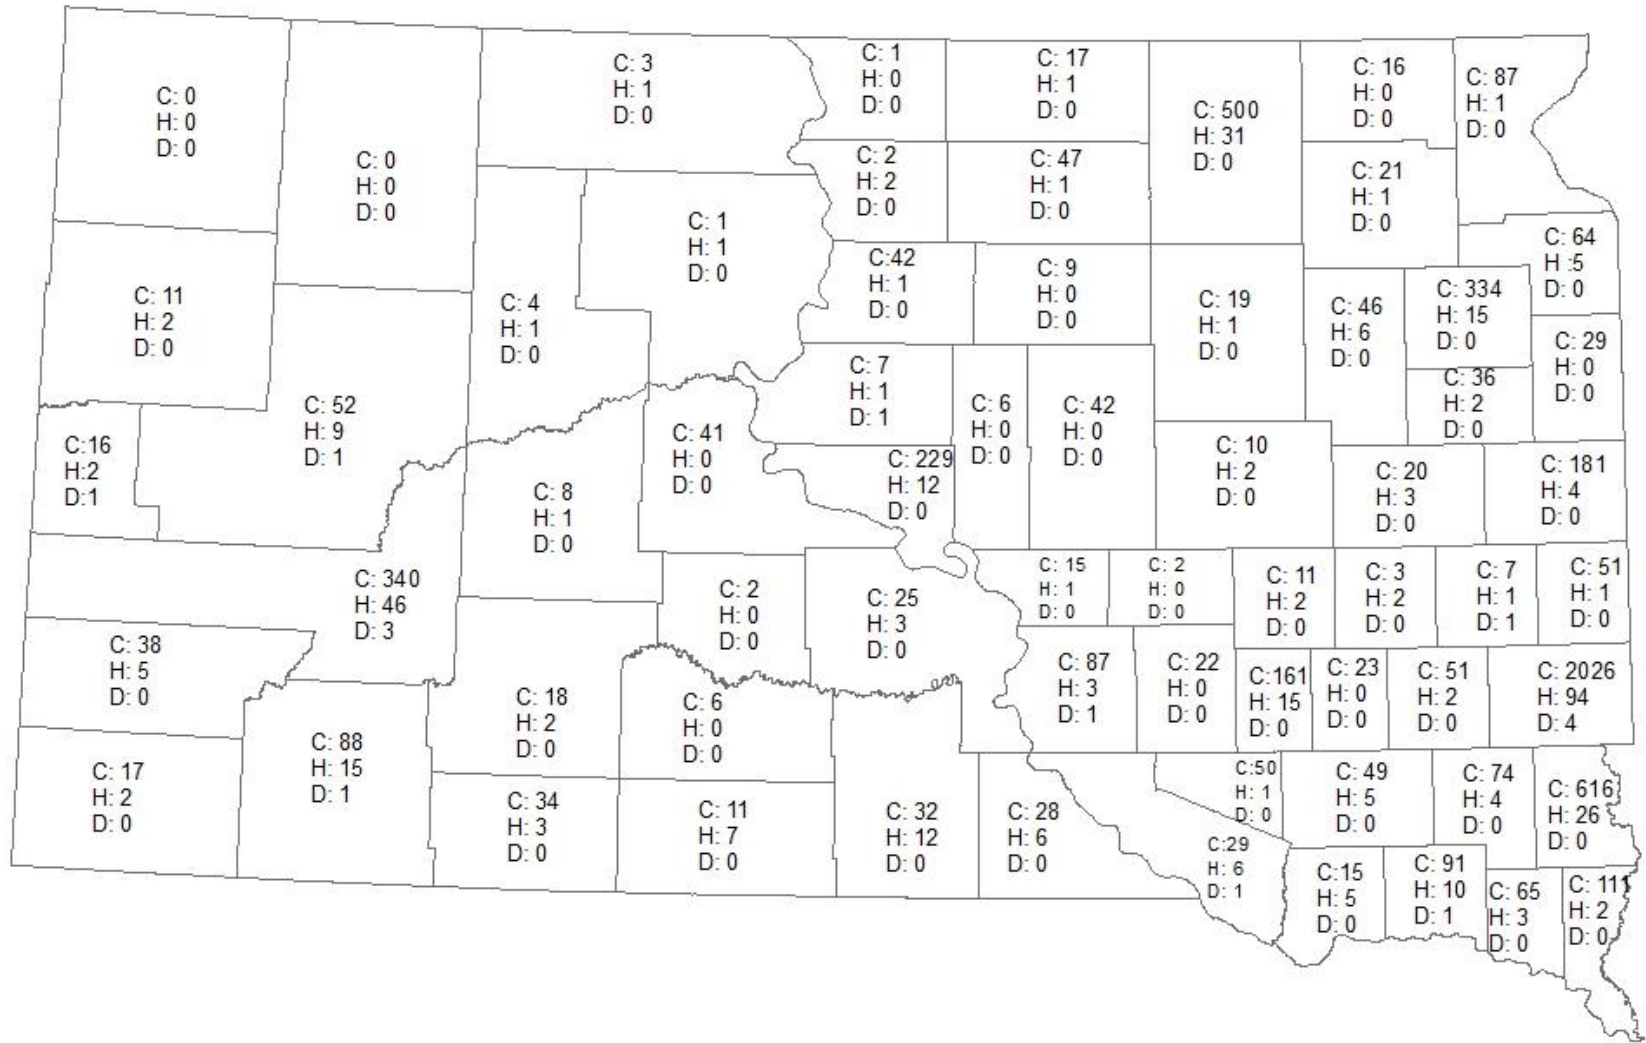 C: 0
H: 0
D: 0
C: 0
H: 0
D: 0
C: 3
H: 1
D: 0
C: 1
H: 0
D: 0
C: 17
H: 1
D: 0
C: 500
H: 31
D: 0
C: 16
H: 0
D: 0
C: 87
H: 1
D: 0
C: 2
H: 2
D: 0
C: 47
H: 1
D: 0
C: 21
H: 1
D: 0
C: 1
H: 1
D: 0
C: 64
H :5
D: 0
C: 11
H: 2
D: 0
C: 4
H: 1
D: 0
C:42
H: 1
D: 0
C: 9
H: 0
D: 0
C: 19
H: 1
D: 0
C: 46
H: 6
D: 0
C: 334
H: 15
D: 0
C: 29
H: 0
D: 0
C: 7
H: 1
D: 1
C: 36
H: 2
D: 0
C: 52
H: 9
D: 1
C: 6
H: 0
D: 0
C: 42
H: 0
D: 0
C:16
H:2
D:1
C: 41
H: 0
D: 0
C: 229
H: 12
D: 0
C: 10
H: 2
D: 0
C: 20
H: 3
D: 0
C: 181
H: 4
D: 0
C: 8
H: 1
D: 0
C: 340
H: 46
D: 3
C: 2
H: 0
D: 0
C: 25
H: 3
D: 0
C: 15
H: 1
D: 0
C: 2
H: 0
D: 0
C: 11
H: 2
D: 0
C: 3
H: 2
D: 0
C: 7
H: 1
D: 1
C: 51
H: 1
D: 0
C: 38
H: 5
D: 0
C: 18
H: 2
D: 0
C: 6
H: 0
D: 0
C: 87
H: 3
D: 1
C: 22
H: 0
D: 0
C:161
H: 15
D: 0
C: 23
H: 0
D: 0
C: 51
H: 2
D: 0
C: 2026
H: 94
D: 4
C: 17
H: 2
D: 0
C: 88
H: 15
D: 1
C: 34
H: 3
D: 0
C: 11
H: 7
D: 0
C: 32
H: 12
D: 0
C: 28
H: 6
D: 0
C:50
H: 1
D: 0
C: 49
H: 5
D: 0
C: 74
H: 4
D: 0
C: 616
H: 26
D: 0
C:29
H: 6
D: 1
C:15
H: 5
D: 0
C: 91
H: 10
D: 1
C: 65
H: 3
D: 0
C: 111
H: 2
D: 0